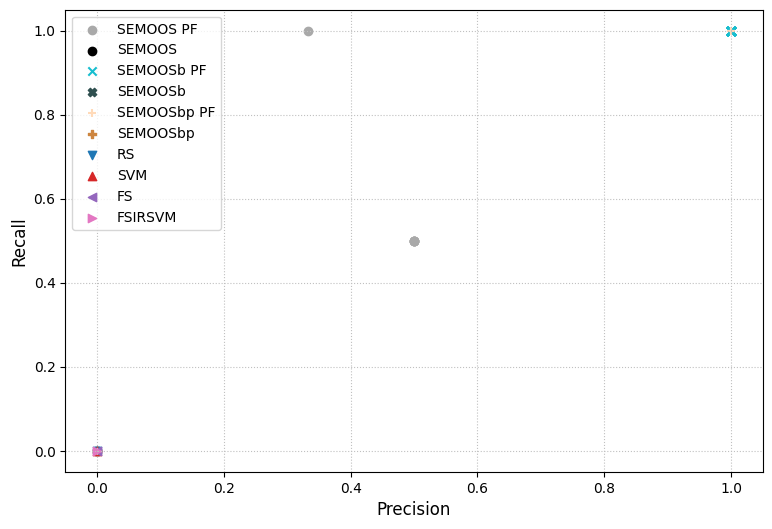 SEMOOS PF
SEMOOS
SEMOOSb PF
SEMOOSb
SEMOOSbp PF
SEMOOSbp
RS
SVM
FS
FSIRSVM
1.0
0.8
0.6
0.4
0.2
0.0
Recall
0.0 0.2 0.4 0.6 0.8 1.0
Precision